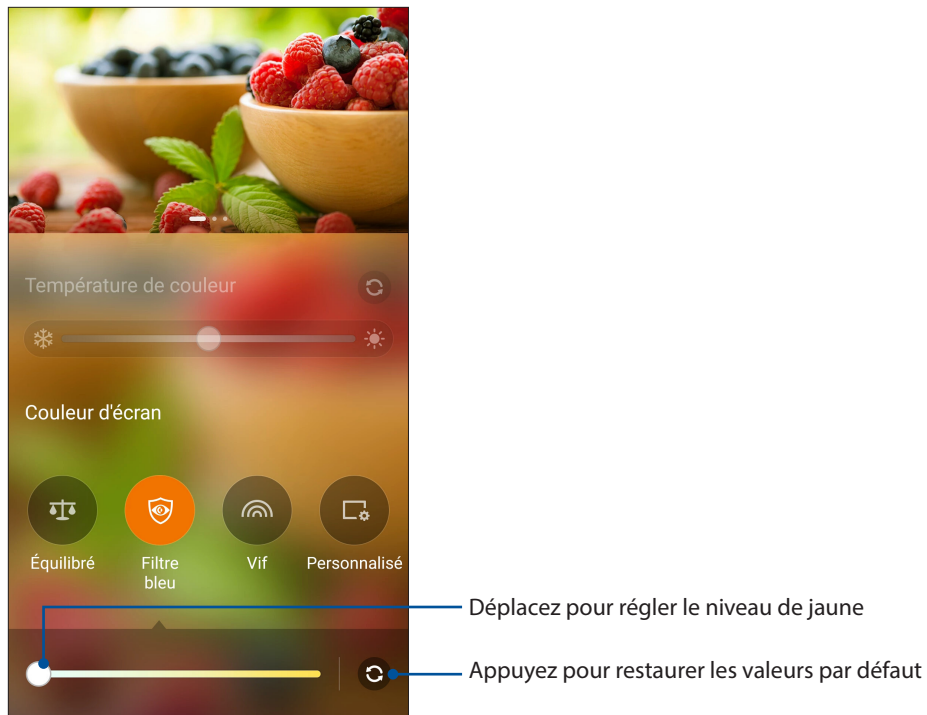 Température de couleur
Couleur d'écran
Équilibré
Filtre
bleu
Vif
Personnalisé
Déplacez pour régler le niveau de jaune
Appuyez pour restaurer les valeurs par défaut